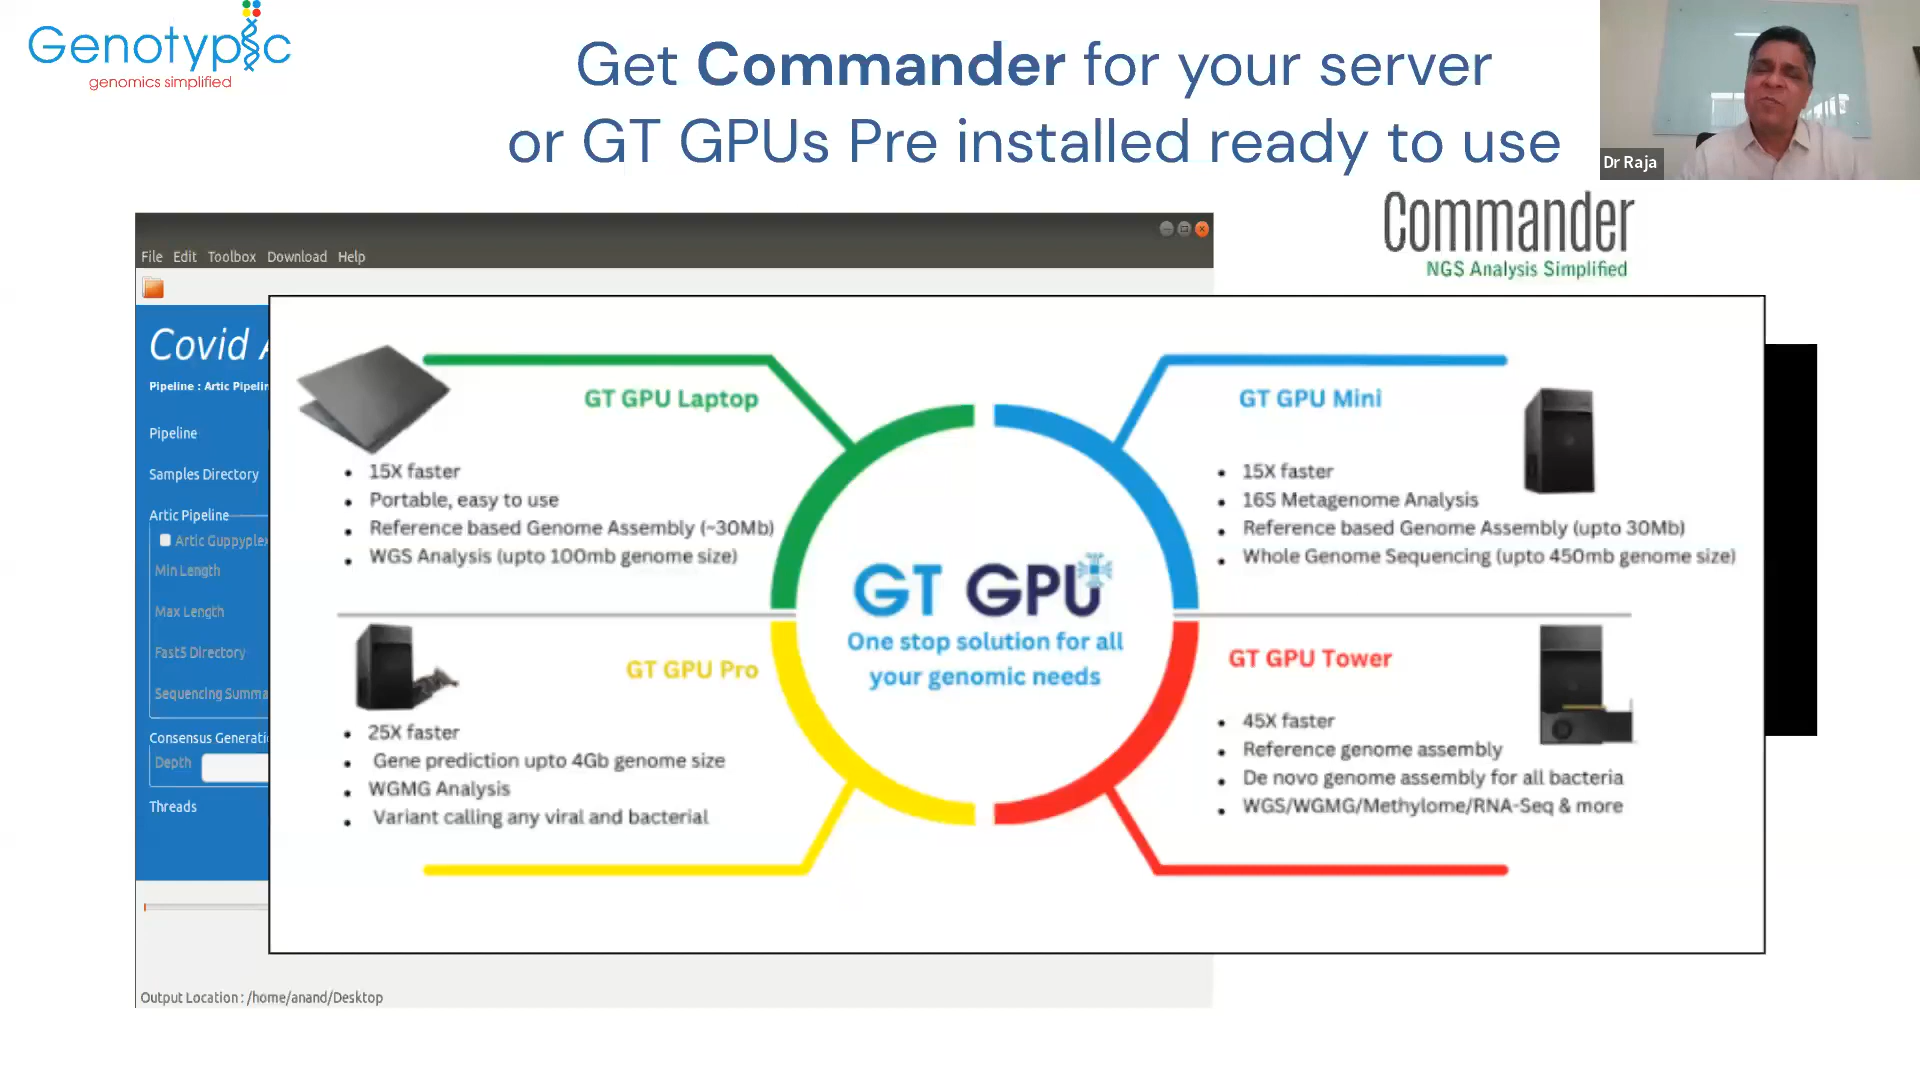 Genotypic
genomics simplified
Get Commander for your server
or GT GPUs Pre installed ready to use
Dr Raja
Commander
NGS Analysis Simplified
File Edit Toolbox Download Help
Covid
Pipeline : Artic Pipelin
Pipeline
Samples Directory
Artic Pipeline
Artic Guppyplex
Min Length
Max Length
Fast5 Directory
Sequencing Summa
Consensus Generati
Depth
Threads
Output Location : /home/anand/Desktop
GT GPU Laptop
• 15X faster
• Portable, easy to use
• Reference based Genome Assembly (~30Mb)
• WGS Analysis (upto 100mb genome size)
GT GPU Mini
• 15X faster
• 16S Metagenome Analysis
• Reference based Genome Assembly (upto 30Mb)
• Whole Genome Sequencing (upto 450mb genome size)
GT GPU
One stop solution for all
your genomic needs
GT GPU Pro
• 25X faster
• Gene prediction upto 4Gb genome size
• WGMG Analysis
• Variant calling any viral and bacterial
GT GPU Tower
• 45X faster
• Reference genome assembly
• De novo genome assembly for all bacteria
• WGS/WGMG/Methylome/RNA-Seq & more